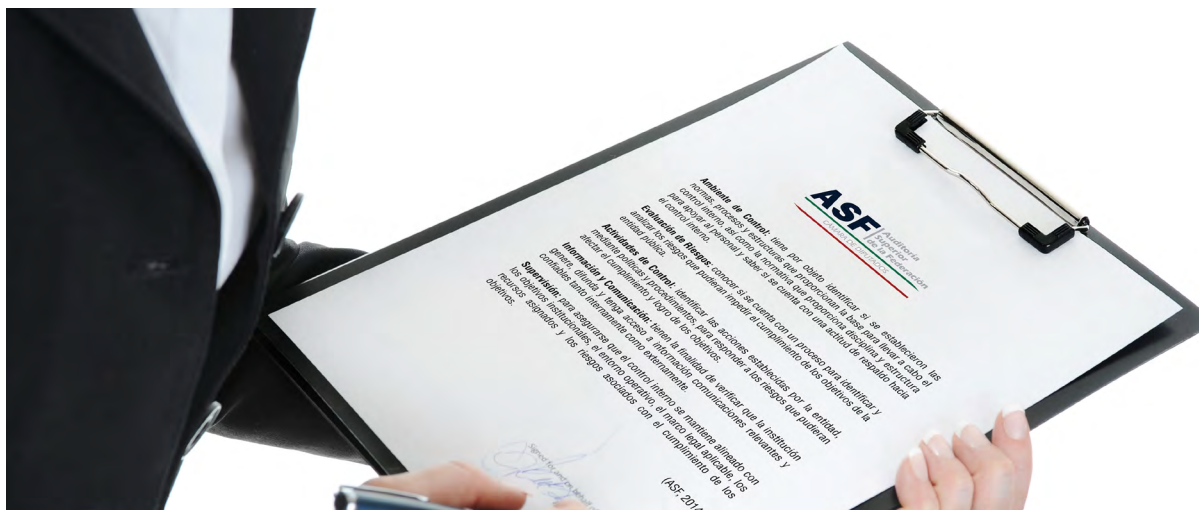 ASF
Auditoría
Superior
de la Federación
CÁMARA DE DIPUTADOS
Ambiente de Control: tiene por objeto identificar si se establecieron las
normas, procesos y estructuras que proporcionan la base para llevar a cabo el
control interno, así como la normativa que proporciona disciplina y estructura
para apoyar al personal y saber si se cuenta con una actitud de respaldo hacia
el control interno.
Evaluación de Riesgos: conocer si se cuenta con un proceso para identificar y
analizar los riesgos que pudieran impedir el cumplimiento de los objetivos de la
entidad pública.
Actividades de Control: identificar las acciones establecidas por la entidad,
mediante políticas y procedimientos, para responder a los riesgos que pudieran
afectar el cumplimiento y logro de los objetivos.
Información y Comunicación: tienen la finalidad de verificar que la institución
genere, difunda y tenga acceso a información comunicaciones relevantes y
confiables tanto internamente como externamente.
Supervisión: para asegurarse que el control interno se mantiene alineado con
los objetivos institucionales, el entorno operativo, el marco legal aplicable, los
recursos asignados y los riesgos asociados con el cumplimiento de los
objetivos.
(ASF, 2014
Signed for and on behalf